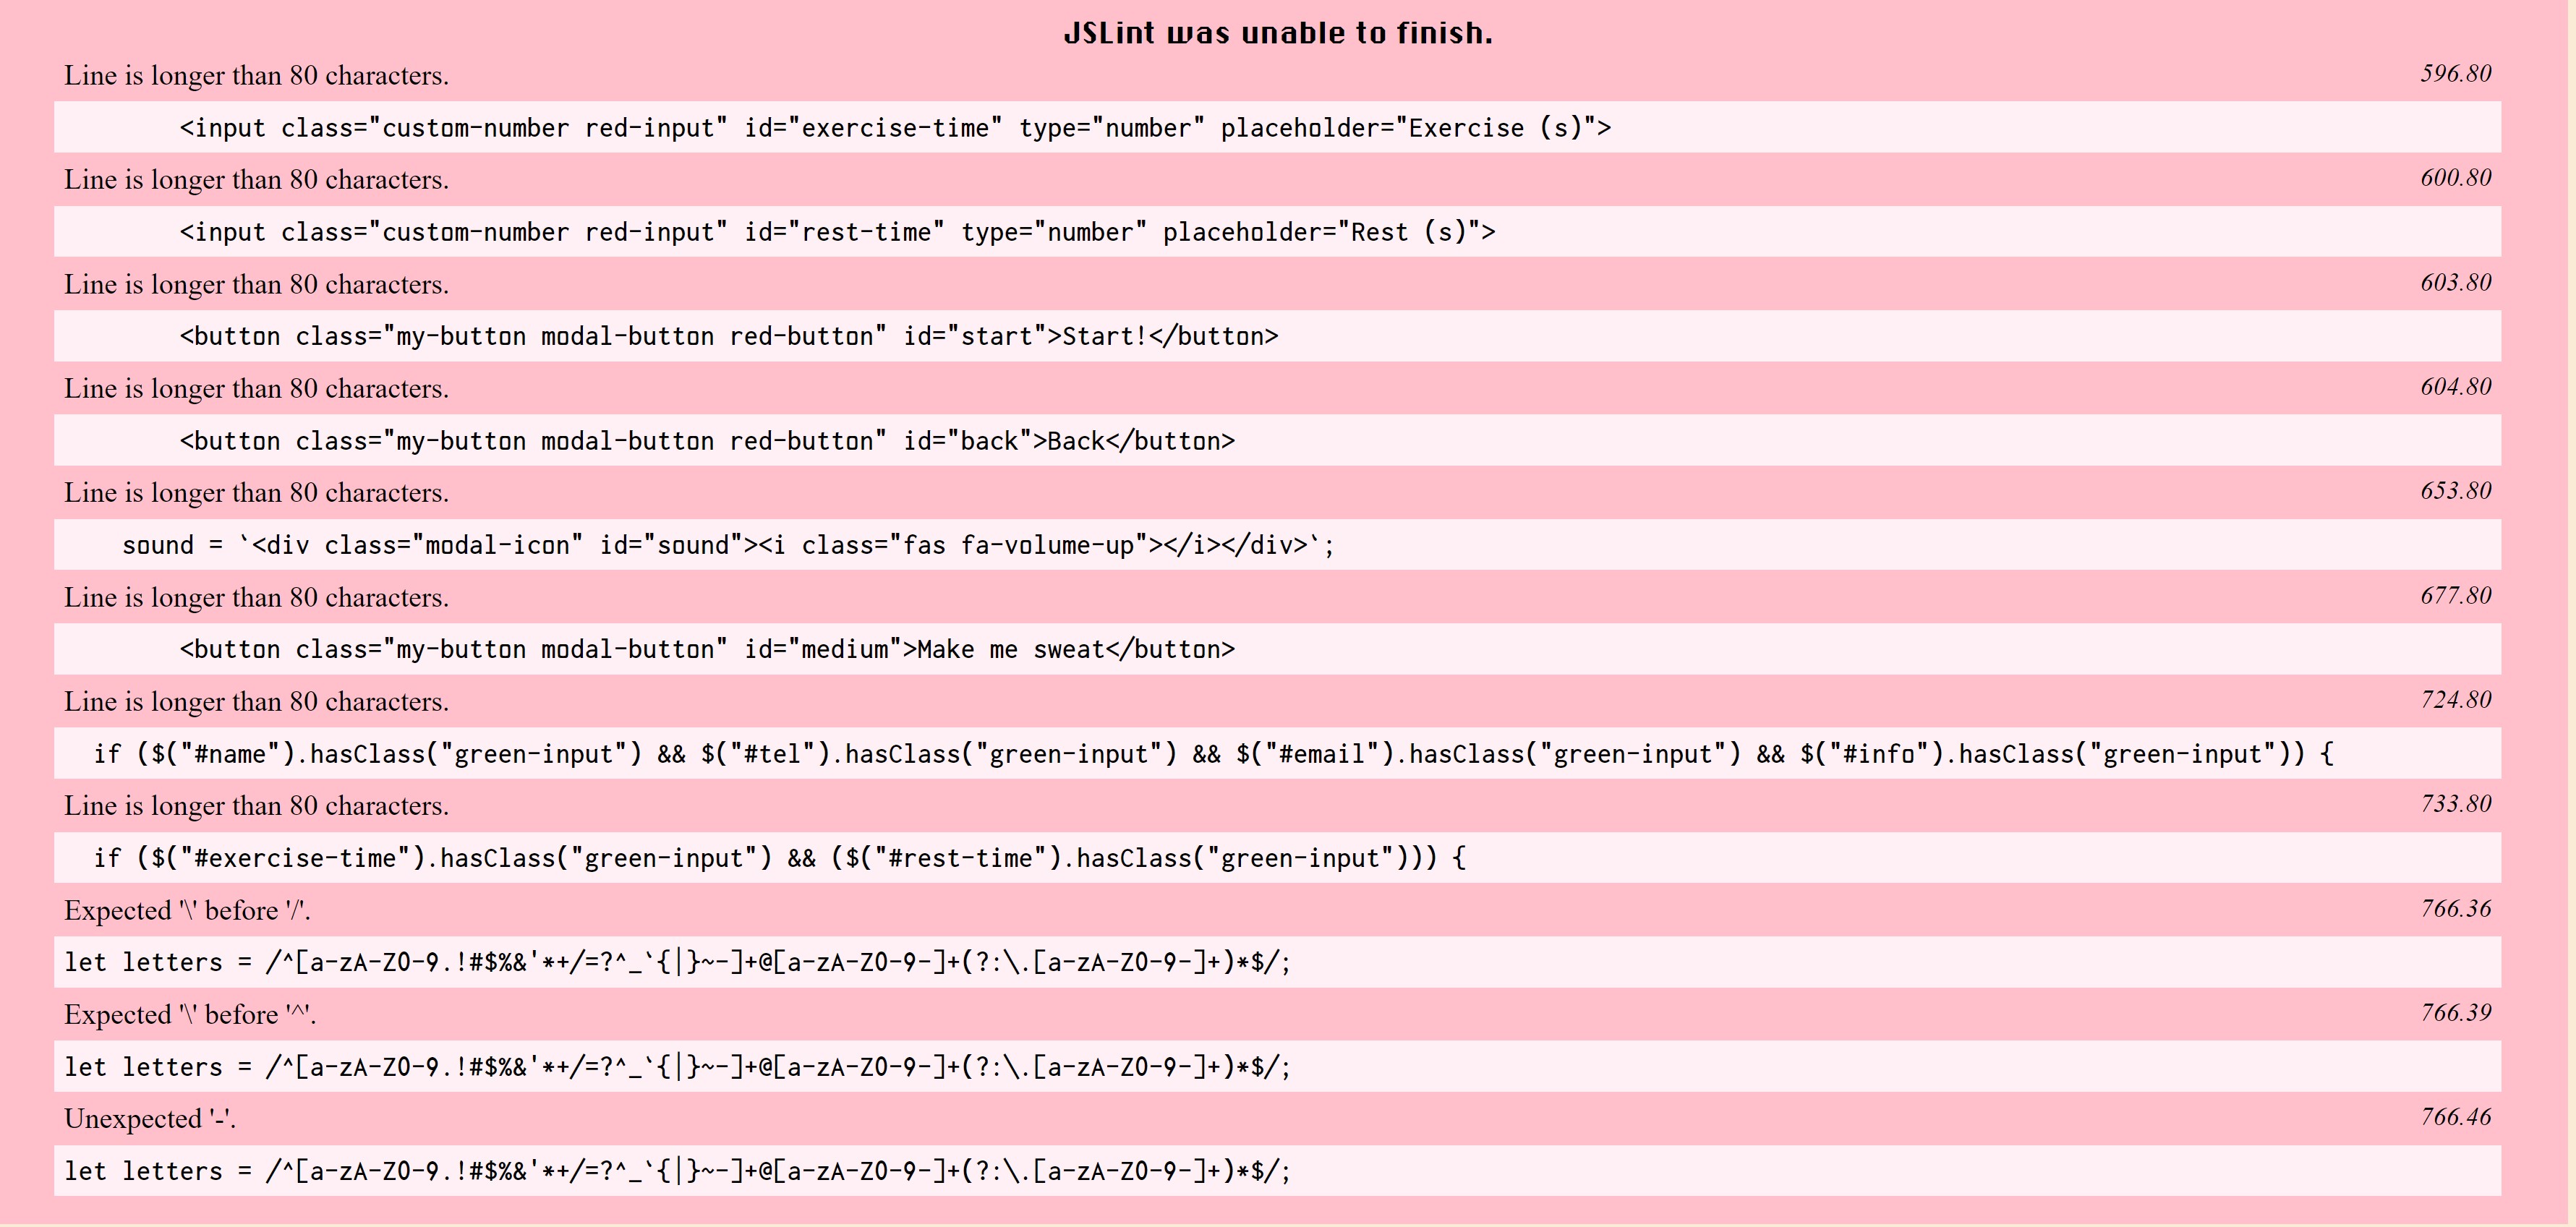 JSLint was unable to finish.
Line is longer than 80 characters. 596.80
<input class="custom-number red-input" id="exercise-time" type="number" placeholder="Exercise (s)">
Line is longer than 80 characters. 600.80
<input class="custom-number red-input" id="rest-time" type="number" placeholder="Rest (s)">
Line is longer than 80 characters. 603.80
<button class="my-button modal-button red-button" id="start">Start!</button>
Line is longer than 80 characters. 604.80
<button class="my-button modal-button red-button" id="back">Back</button>
Line is longer than 80 characters. 653.80
sound = `<div class="modal-icon" id="sound"><i class="fas fa-volume-up"></i></div>`;
Line is longer than 80 characters. 677.80
<button class="my-button modal-button" id="medium">Make me sweat</button>
Line is longer than 80 characters. 724.80
if ($("#name").hasClass("green-input") && $("#tel").hasClass("green-input") && $("#email").hasClass("green-input") && $("#info").hasClass("green-input")) {
Line is longer than 80 characters. 733.80
if ($("#exercise-time").hasClass("green-input") && ($("#rest-time").hasClass("green-input"))) {
Expected '\' before '/'. 766.36
let letters = /^[a-zA-Z0-9.!#$%&'*+/=?^_`{|}~-]+@[a-zA-Z0-9-]+(?:\.[a-zA-Z0-9-]+)*$/;
Expected '\' before '^'. 766.39
let letters = /^[a-zA-Z0-9.!#$%&'*+/=?^_`{|}~-]+@[a-zA-Z0-9-]+(?:\.[a-zA-Z0-9-]+)*$/;
Unexpected '-'. 766.46
let letters = /^[a-zA-Z0-9.!#$%&'*+/=?^_`{|}~-]+@[a-zA-Z0-9-]+(?:\.[a-zA-Z0-9-]+)*$/;